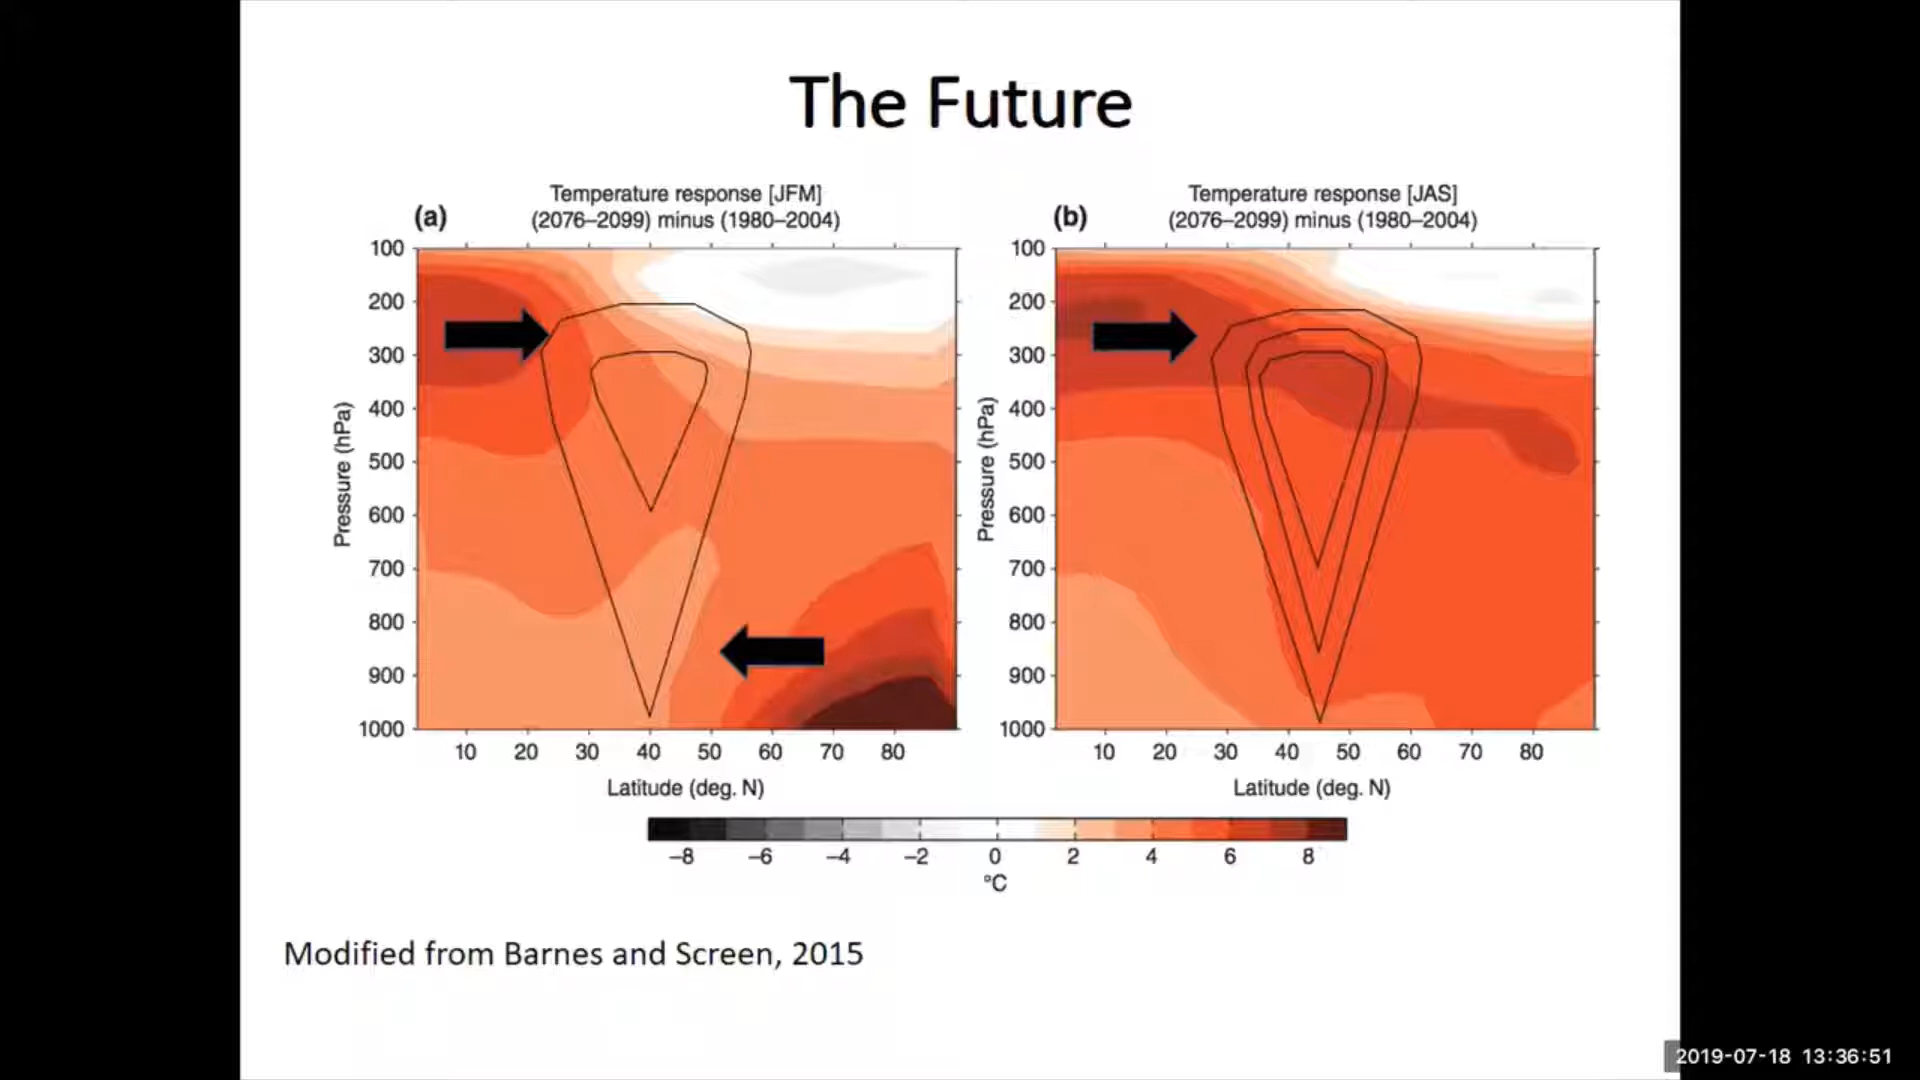 The Future
Temperature response [JFM]
(2076–2099) minus (1980–2004)
(a)
100
200
300
400
500
600
700
800
900
1000
Pressure (hPa)
10 20 30 40 50 60 70 80
Latitude (deg. N)
Temperature response [JAS]
(2076–2099) minus (1980–2004)
(b)
100
200
300
400
500
600
700
800
900
1000
Pressure (hPa)
10 20 30 40 50 60 70 80
Latitude (deg. N)
–8 –6 –4 –2 0 2 4 6 8
°C
Modified from Barnes and Screen, 2015
2019-07-18 13:36:51